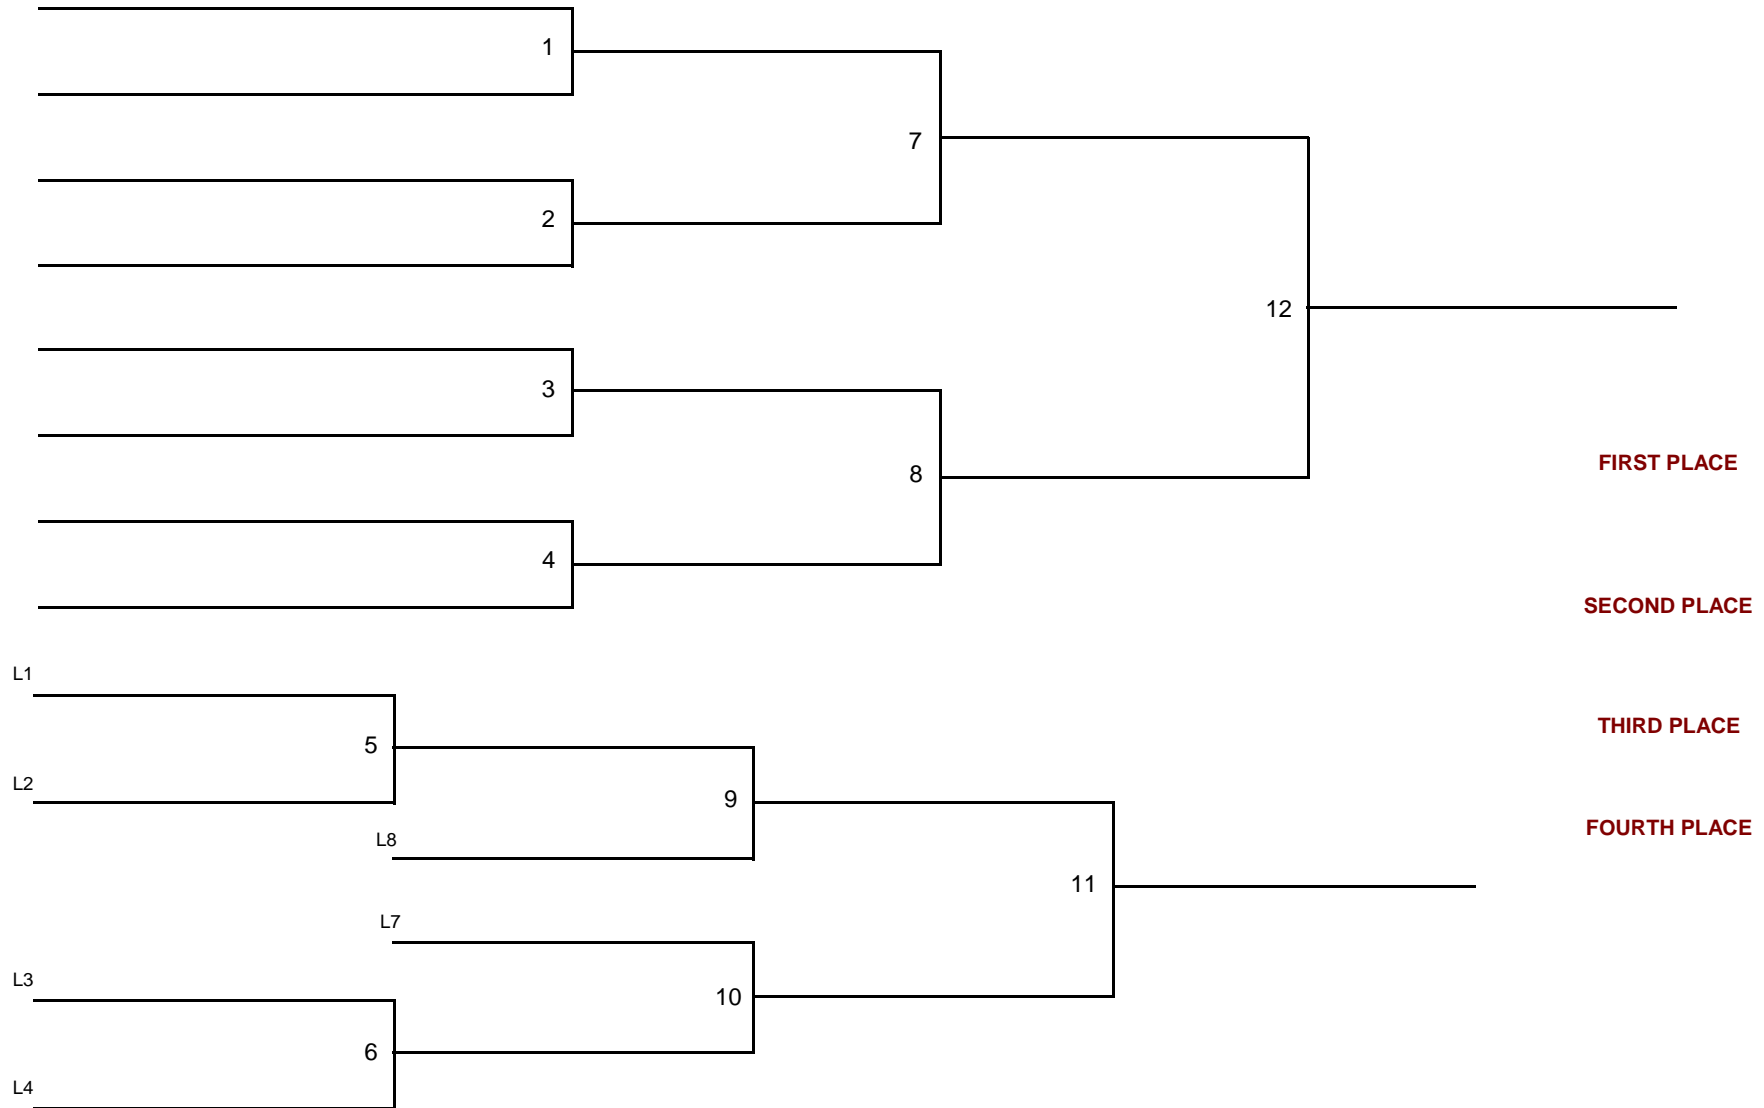 1
7
2
12
3
FIRST PLACE
8
4
SECOND PLACE
L1
THIRD PLACE
5
L2
9
FOURTH PLACE
L8
11
L7
L3
10
6
L4